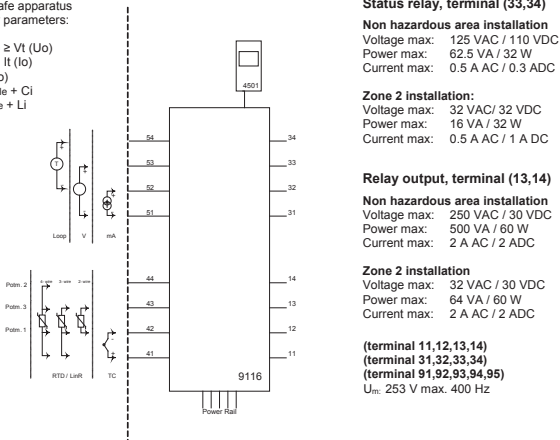 afe apparatus
parameters:
≥ Vt (Uo)
It (Io)
o)
le + Ci
e + Li
4501
54
53
52
51
34
33
32
31
T
Loop V mA
44
43
42
41
14
13
12
11
Potm. 2
Potm. 3
Potm. 1
4- wire 3- wire 2- wire
RTD / LinR TC
9116
Power Rail
Status relay, terminal (33,34)
Non hazardous area installation
Voltage max: 125 VAC / 110 VDC
Power max: 62.5 VA / 32 W
Current max: 0.5 A AC / 0.3 ADC
Zone 2 installation:
Voltage max: 32 VAC/ 32 VDC
Power max: 16 VA / 32 W
Current max: 0.5 A AC / 1 A DC
Relay output, terminal (13,14)
Non hazardous area installation
Voltage max: 250 VAC / 30 VDC
Power max: 500 VA / 60 W
Current max: 2 A AC / 2 ADC
Zone 2 installation
Voltage max: 32 VAC / 30 VDC
Power max: 64 VA / 60 W
Current max: 2 A AC / 2 ADC
(terminal 11,12,13,14)
(terminal 31,32,33,34)
(terminal 91,92,93,94,95)
Um: 253 V max. 400 Hz